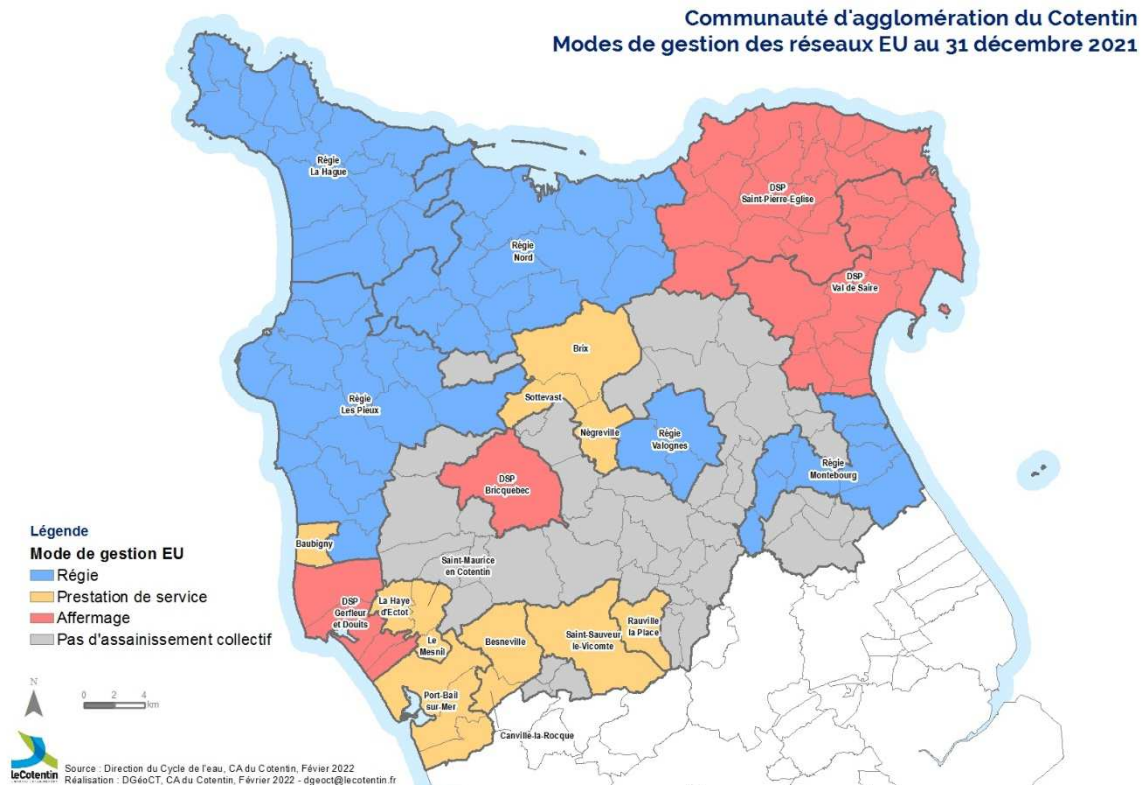 Communauté d'agglomération du Cotentin
Modes de gestion des réseaux EU au 31 décembre 2021
Régie
La Hague
DSP
Saint-Pierre-Eglise
Régie
Nord
DSP
Val de Saire
Brix
Régie
Les Pieux
Sottevast
Nègreville
Régie
Valognes
Régie
Montebourg
DSP
Bricquebec
Baubigny
Saint-Maurice
en Cotentin
La Haye
d'Ectot
DSP
Gerfleur
et Douits
Le
Mesnil
Besneville
Saint-Sauveur
le-Vicomte
Rauville
la Place
Port-Bail
sur-Mer
Canville-la-Rocque
Légende
Mode de gestion EU
Régie
Prestation de service
Affermage
Pas d'assainissement collectif
N
0 2 4
km
leCotentin
Source : Direction du Cycle de l'eau, CA du Cotentin, Févier 2022
Réalisation : DGéoCT, CA du Cotentin, Février 2022 - dgeoct@lecotentin.fr